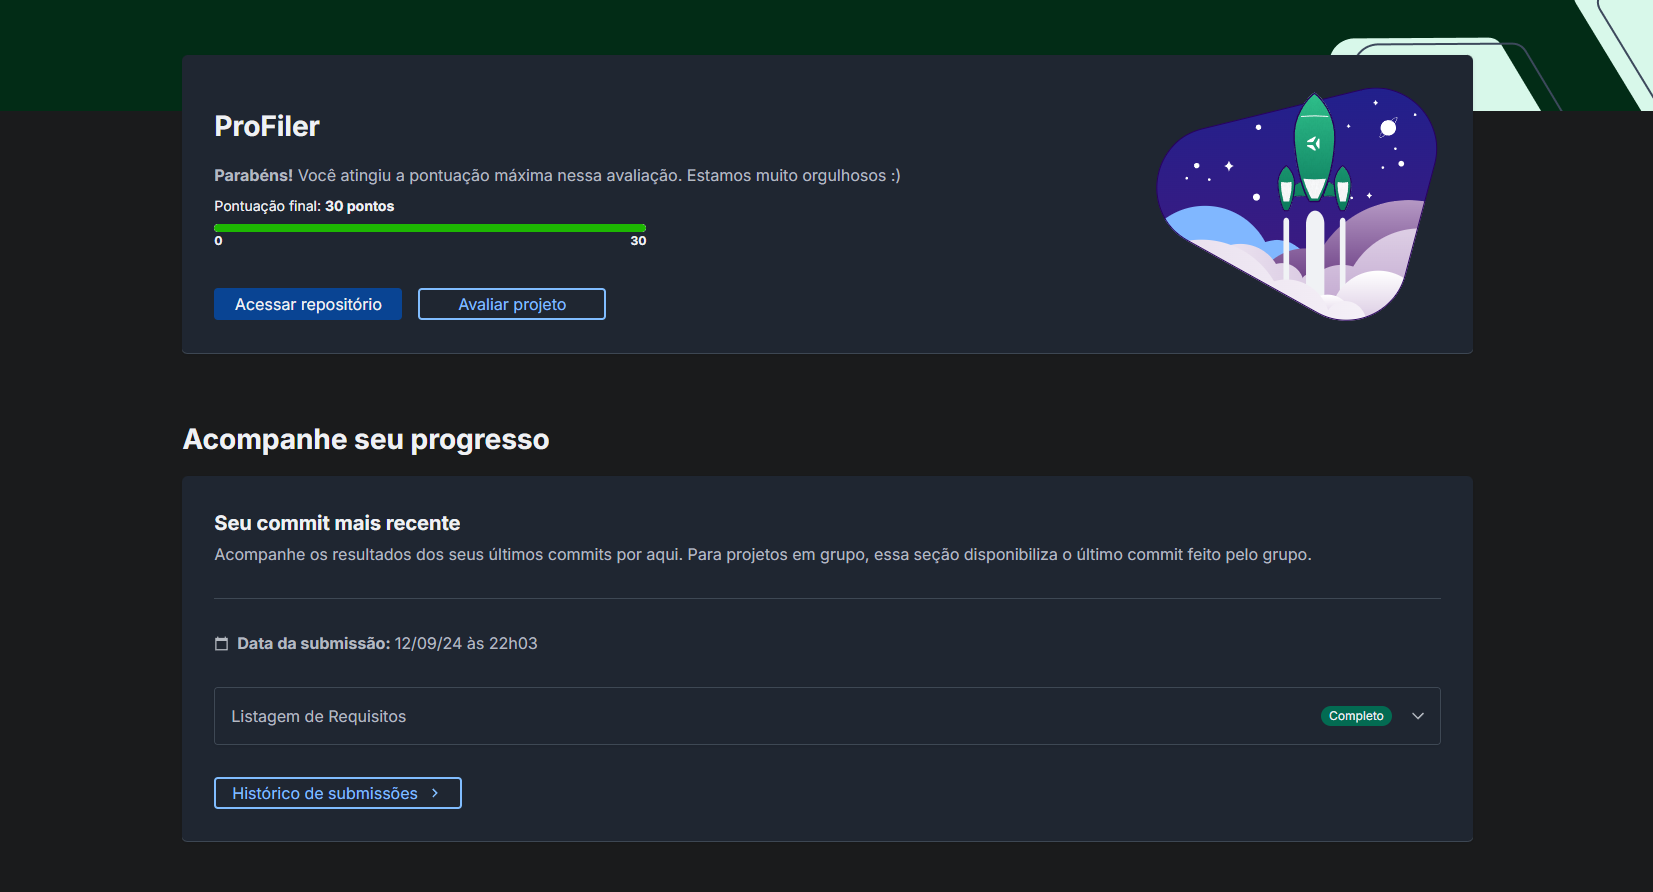 ProFiler
Parabéns! Você atingiu a pontuação máxima nessa avaliação. Estamos muito orgulhosos :)
Pontuação final: 30 pontos
0 30
Acessar repositório Avaliar projeto
Acompanhe seu progresso
Seu commit mais recente
Acompanhe os resultados dos seus últimos commits por aqui. Para projetos em grupo, essa seção disponibiliza o último commit feito pelo grupo.
Data da submissão: 12/09/24 às 22h03
Listagem de Requisitos Completo
Histórico de submissões